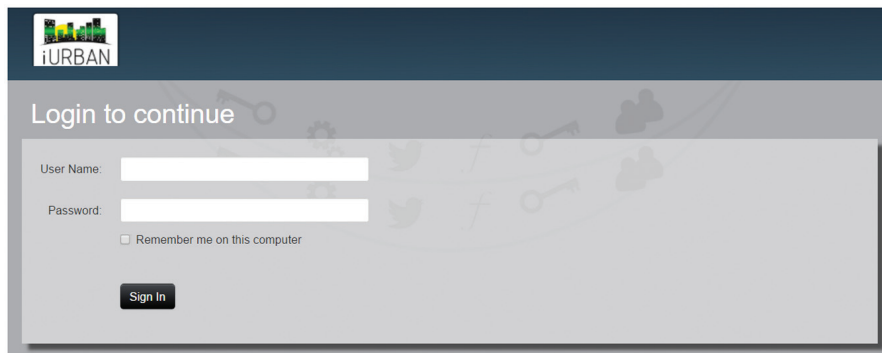 iURBAN
Login to continue
User Name:
Password:
Remember me on this computer
Sign In